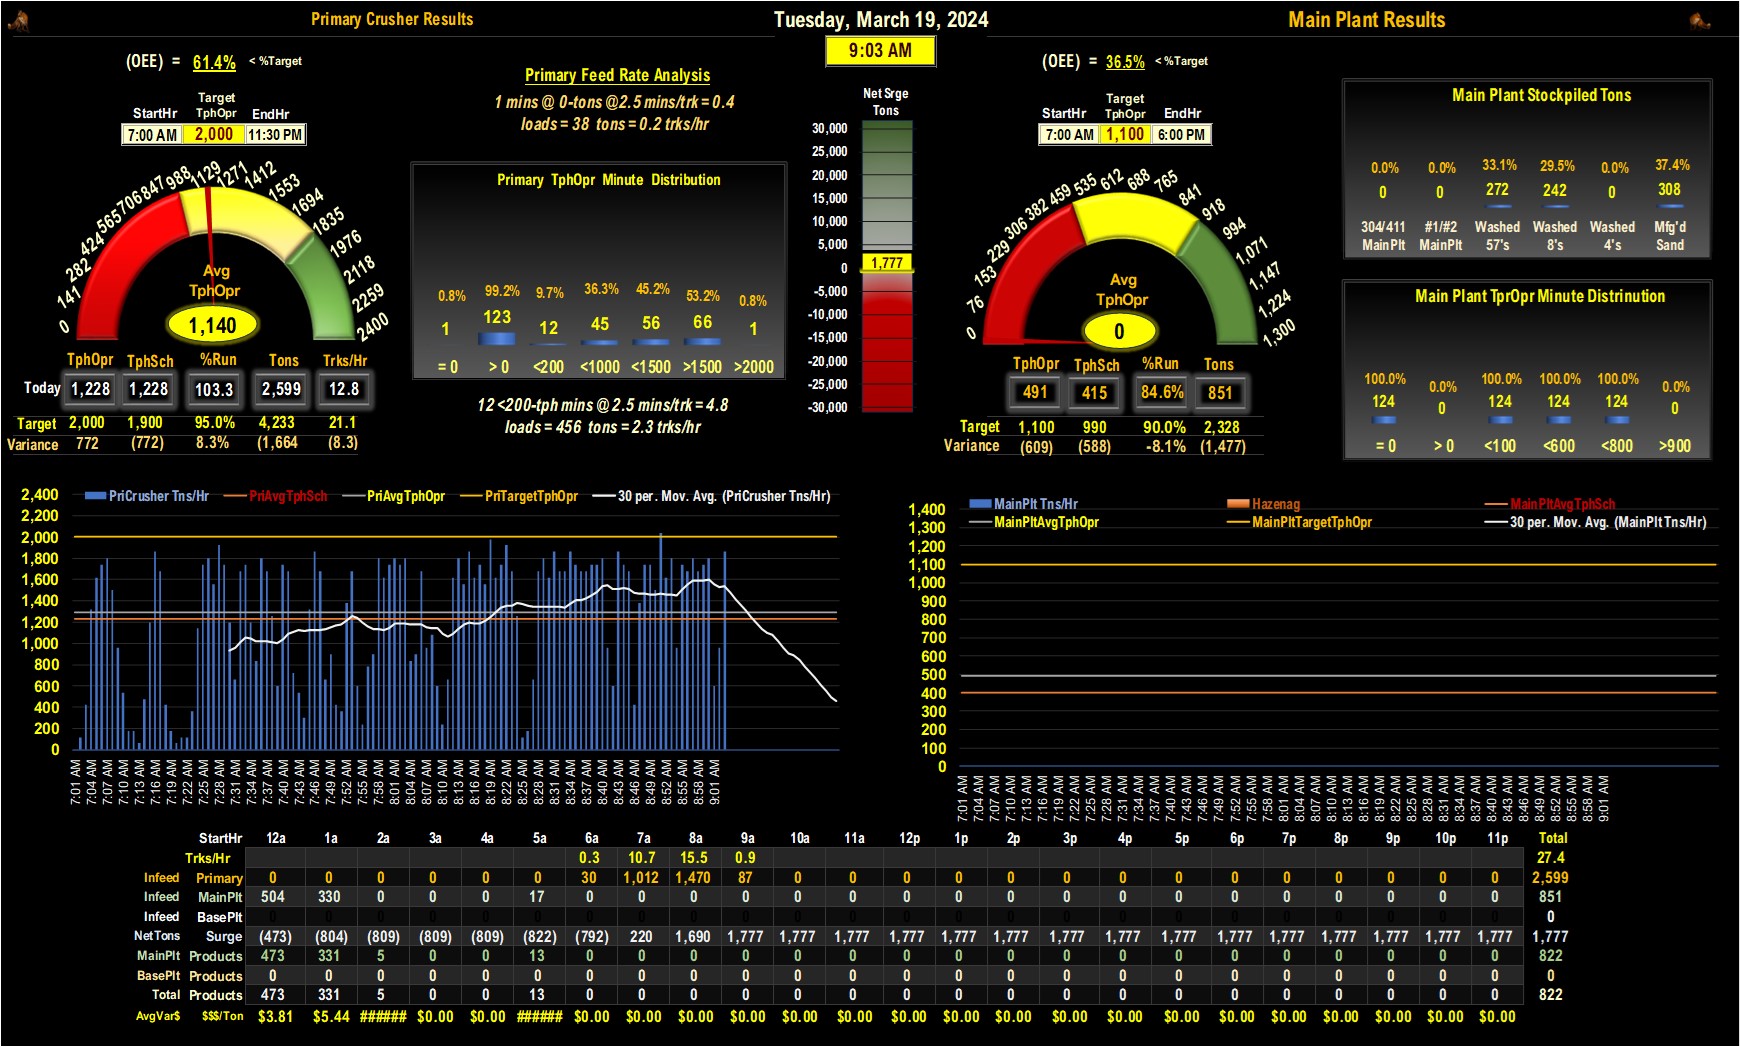 Primary Crusher Results
Tuesday, March 19, 2024
Main Plant Results
9:03 AM
(OEE) = 61.4% < %Target
StartHr Target TphOpr EndHr
7:00 AM 2,000 11:30 PM
0 141 282 424 565 706 847 988 1129 1271 1412 1553 1694 1835 1976 2118 2259 2400
Avg
TphOpr
1,140
TphOpr TphSch %Run Tons Trks/Hr
Today 1,228 1,228 103.3 2,599 12.8
Target 2,000 1,900 95.0% 4,233 21.1
Variance 772 (772) 8.3% (1,664 (8.3)
Primary Feed Rate Analysis
1 mins @ 0-tons @2.5 mins/trk = 0.4
loads = 38 tons = 0.2 trks/hr
Primary TphOpr Minute Distribution
0.8% 99.2% 9.7% 36.3% 45.2% 53.2% 0.8%
1 123 12 45 56 66 1
= 0 > 0 <200 <1000 <1500 >1500 >2000
12 <200-tph mins @ 2.5 mins/trk = 4.8
loads = 456 tons = 2.3 trks/hr
Net Srge
Tons
30,000
25,000
20,000
15,000
10,000
5,000
1,777
0
-5,000
-10,000
-15,000
-20,000
-25,000
-30,000
(OEE) = 36.5% < %Target
StartHr Target TphOpr EndHr
7:00 AM 1,100 6:00 PM
0 76 153 229 306 382 459 535 612 688 765 841 918 994 1,071 1,147 1,224 1,300
Avg
TphOpr
0
TphOpr TphSch %Run Tons
491 415 84.6% 851
Target 1,100 990 90.0% 2,328
Variance (609) (588) -8.1% (1,477)
Main Plant Stockpiled Tons
0.0% 0.0% 33.1% 29.5% 0.0% 37.4%
0 0 272 242 0 308
304/411 #1/#2 Washed Washed Washed Mfg'd
MainPlt MainPlt 57's 8's 4's Sand
Main Plant TprOpr Minute Distrinution
100.0% 0.0% 100.0% 100.0% 100.0% 0.0%
124 0 124 124 124 0
= 0 > 0 <100 <600 <800 >900
PriCrusher Tns/Hr PriAvgTphSch PriAvgTphOpr PriTargetTphOpr 30 per. Mov. Avg. (PriCrusher Tns/Hr)
2,400
2,200
2,000
1,800
1,600
1,400
1,200
1,000
800
600
400
200
0
7:01 AM 7:04 AM 7:07 AM 7:10 AM 7:13 AM 7:16 AM 7:19 AM 7:22 AM 7:25 AM 7:28 AM 7:31 AM 7:34 AM 7:37 AM 7:40 AM 7:43 AM 7:46 AM 7:49 AM 7:52 AM 7:55 AM 7:58 AM 8:01 AM 8:04 AM 8:07 AM 8:10 AM 8:13 AM 8:16 AM 8:19 AM 8:22 AM 8:25 AM 8:28 AM 8:31 AM 8:34 AM 8:37 AM 8:40 AM 8:43 AM 8:46 AM 8:49 AM 8:52 AM 8:55 AM 8:58 AM 9:01 AM
MainPlt Tns/Hr Hazenag MainPltAvgTphSch
MainPltAvgTphOpr MainPltTargetTphOpr 30 per. Mov. Avg. (MainPlt Tns/Hr)
1,400
1,300
1,200
1,100
1,000
900
800
700
600
500
400
300
200
100
0
7:01 AM 7:04 AM 7:07 AM 7:10 AM 7:13 AM 7:16 AM 7:19 AM 7:22 AM 7:25 AM 7:28 AM 7:31 AM 7:34 AM 7:37 AM 7:40 AM 7:43 AM 7:46 AM 7:49 AM 7:52 AM 7:55 AM 7:58 AM 8:01 AM 8:04 AM 8:07 AM 8:10 AM 8:13 AM 8:16 AM 8:19 AM 8:22 AM 8:25 AM 8:28 AM 8:31 AM 8:34 AM 8:37 AM 8:40 AM 8:43 AM 8:46 AM 8:49 AM 8:52 AM 8:55 AM 8:58 AM 9:01 AM
StartHr 12a 1a 2a 3a 4a 5a 6a 7a 8a 9a 10a 11a 12p 1p 2p 3p 4p 5p 6p 7p 8p 9p 10p 11p Total
Trks/Hr 0.3 10.7 15.5 0.9 27.4
Infeed Primary 0 0 0 0 0 0 30 1,012 1,470 87 0 0 0 0 0 0 0 0 0 0 0 0 0 0 2,599
Infeed MainPlt 504 330 0 0 0 17 0 0 0 0 0 0 0 0 0 0 0 0 0 0 0 0 0 0 851
Infeed BasePlt 0 0 0 0 0 0 0 0 0 0 0 0 0 0 0 0 0 0 0 0 0 0 0 0 0
NetTons Surge (473) (804) (809) (809) (809) (822) (792) 220 1,690 1,777 1,777 1,777 1,777 1,777 1,777 1,777 1,777 1,777 1,777 1,777 1,777 1,777 1,777 1,777 1,777
MainPlt Products 473 331 5 0 0 13 0 0 0 0 0 0 0 0 0 0 0 0 0 0 0 0 0 0 822
BasePlt Products 0 0 0 0 0 0 0 0 0 0 0 0 0 0 0 0 0 0 0 0 0 0 0 0 0
Total Products 473 331 5 0 0 13 0 0 0 0 0 0 0 0 0 0 0 0 0 0 0 0 0 0 822
AvgVar$ $$$/Ton $3.81 $5.44 ###### $0.00 $0.00 ###### $0.00 $0.00 $0.00 $0.00 $0.00 $0.00 $0.00 $0.00 $0.00 $0.00 $0.00 $0.00 $0.00 $0.00 $0.00 $0.00 $0.00 $0.00